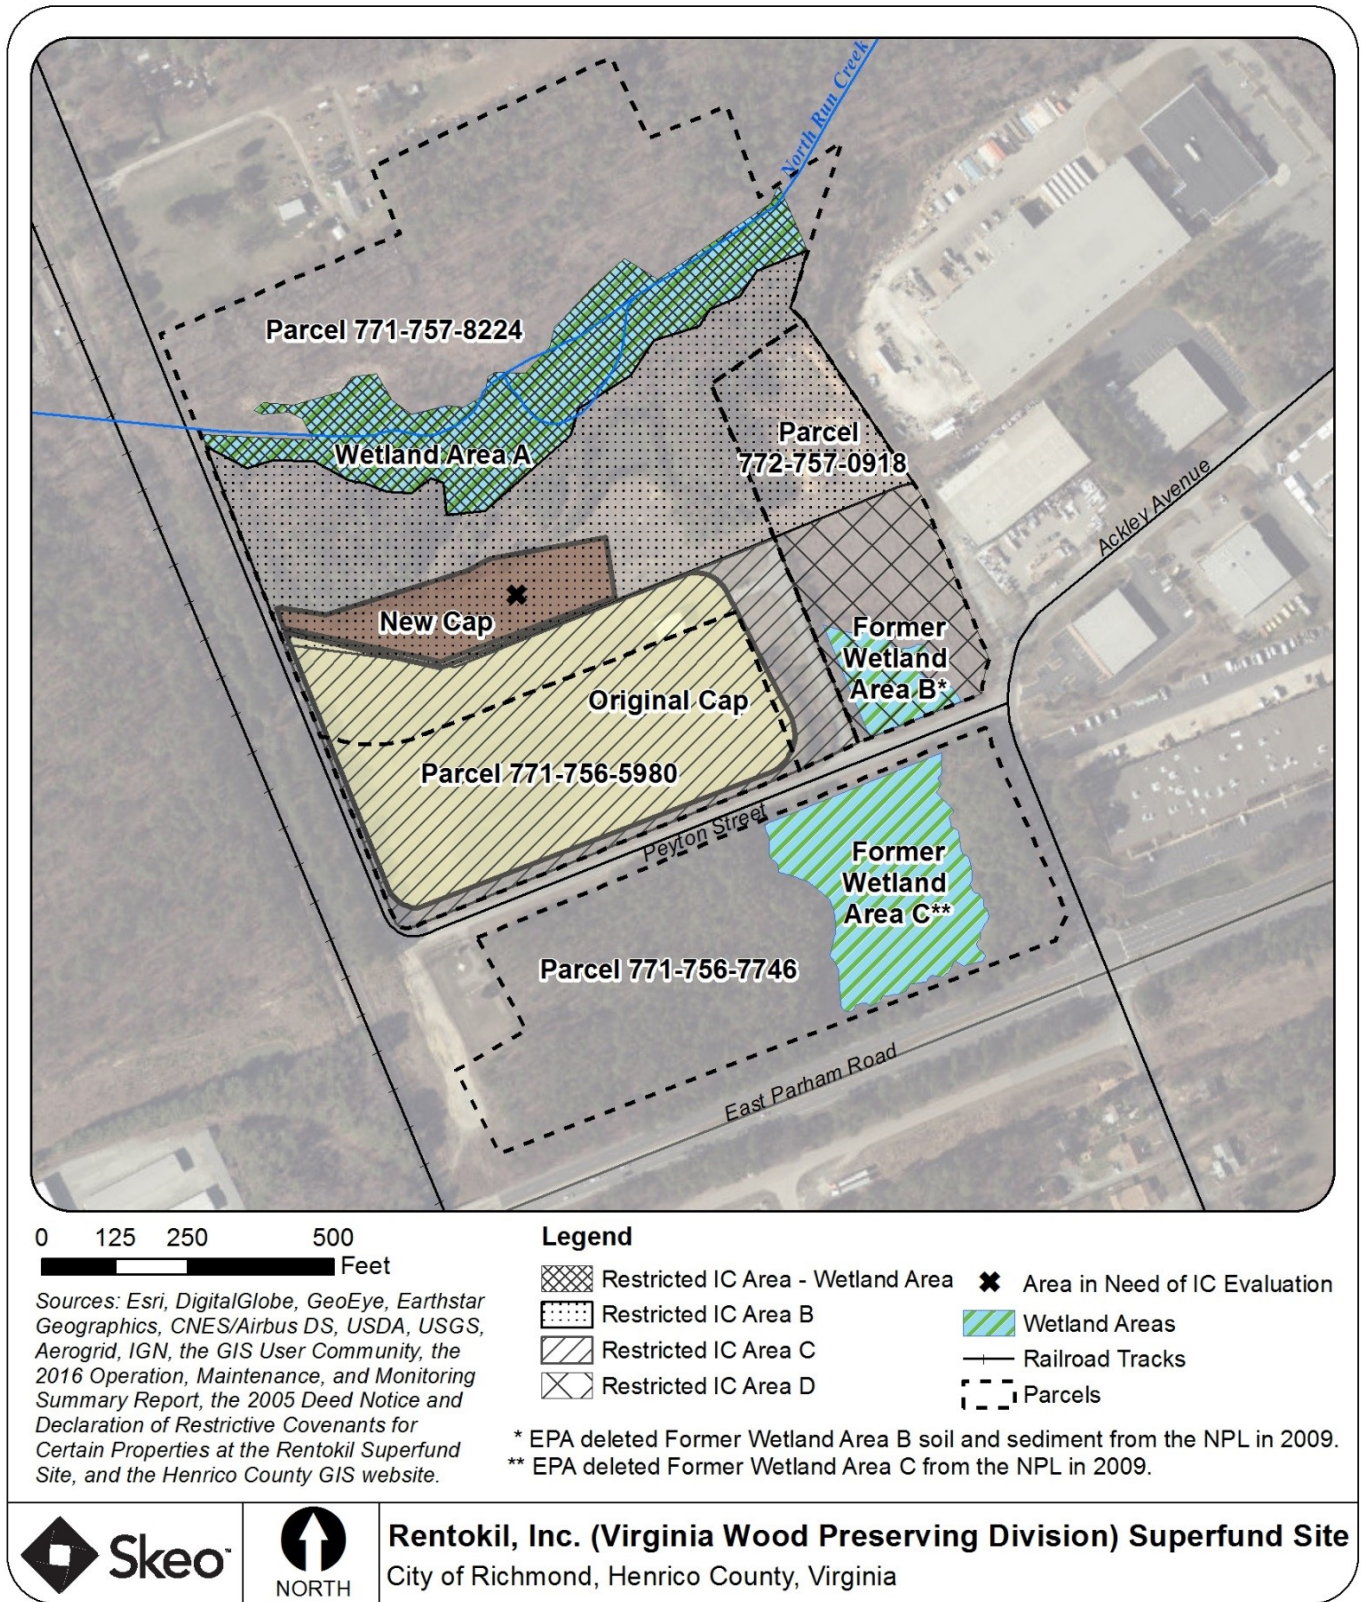 North Run Creek
Parcel 771-757-8224
Parcel
772-757-0918
Wetland Area A
Ackley Avenue
New Cap
Former
Wetland
Area B*
Original Cap
Parcel 771-756-5980
Peyton Street
Former
Wetland
Area C**
Parcel 771-756-7746
East Parham Road
0 125 250 500
Feet
Sources: Esri, DigitalGlobe, GeoEye, Earthstar
Geographics, CNES/Airbus DS, USDA, USGS,
Aerogrid, IGN, the GIS User Community, the
2016 Operation, Maintenance, and Monitoring
Summary Report, the 2005 Deed Notice and
Declaration of Restrictive Covenants for
Certain Properties at the Rentokil Superfund
Site, and the Henrico County GIS website.
Legend
Restricted IC Area - Wetland Area
Restricted IC Area B
Restricted IC Area C
Restricted IC Area D
Area in Need of IC Evaluation
Wetland Areas
Railroad Tracks
Parcels
* EPA deleted Former Wetland Area B soil and sediment from the NPL in 2009.
** EPA deleted Former Wetland Area C from the NPL in 2009.
Skeo
NORTH
Rentokil, Inc. (Virginia Wood Preserving Division) Superfund Site
City of Richmond, Henrico County, Virginia